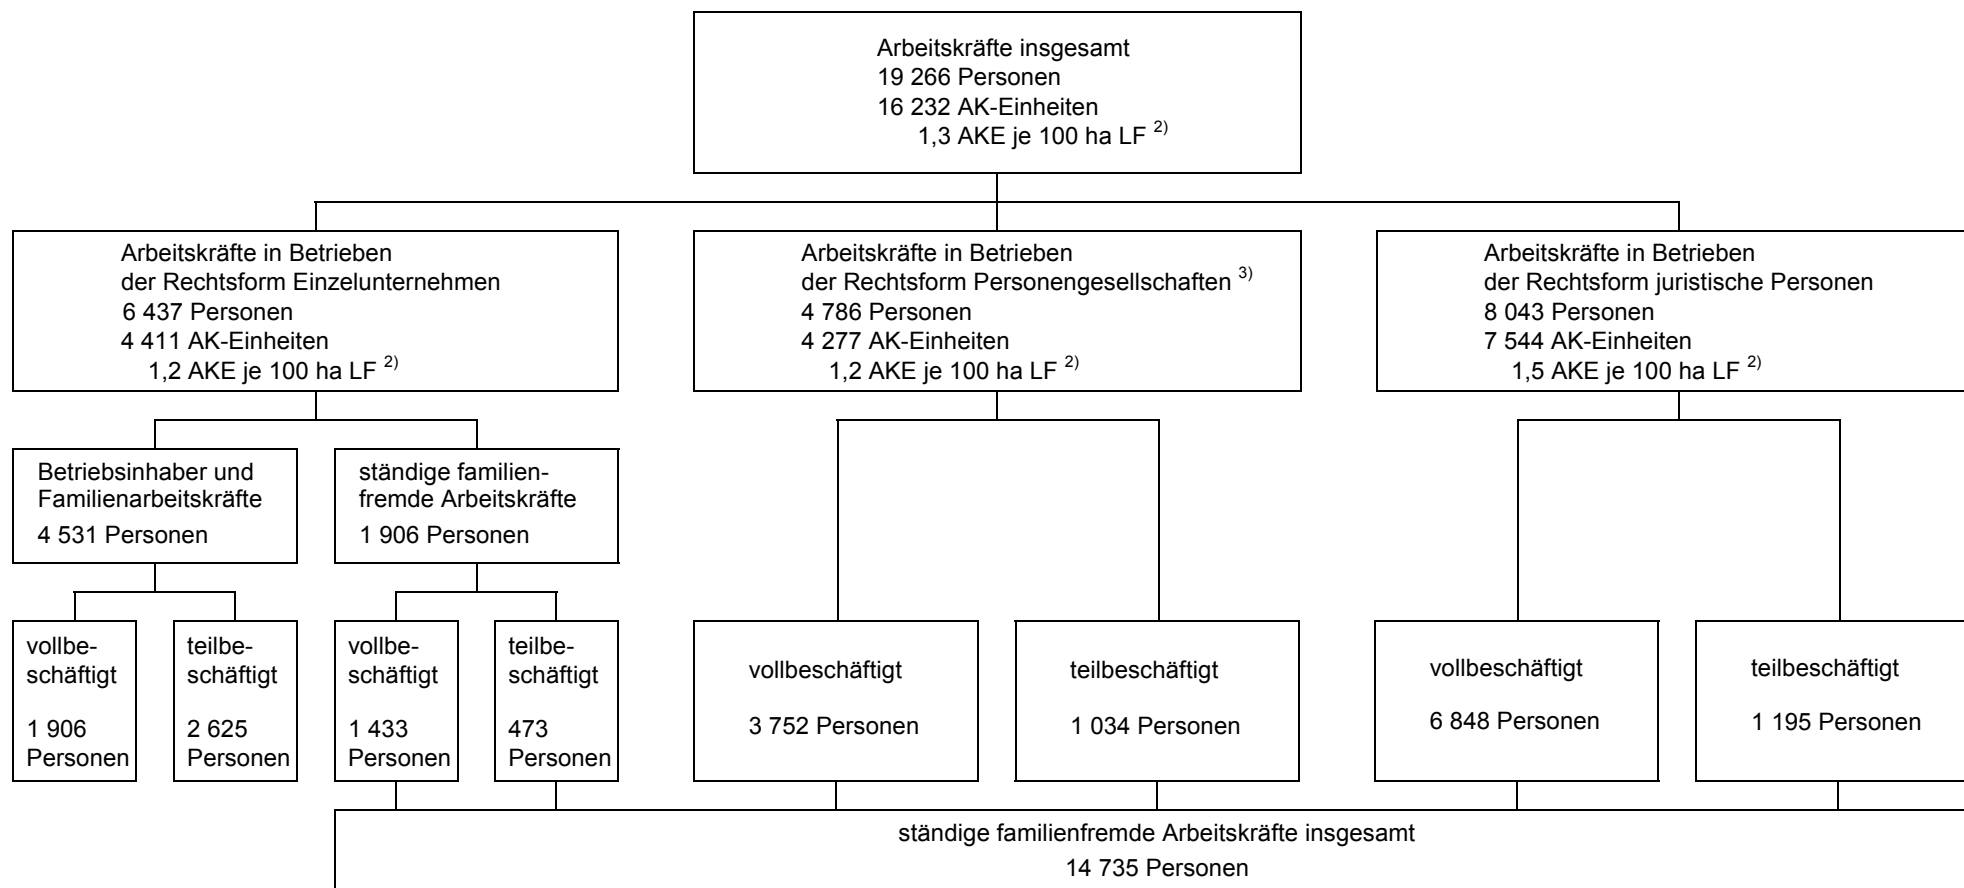 Arbeitskräfte insgesamt
19 266 Personen
16 232 AK-Einheiten
1,3 AKE je 100 ha LF 2)
Arbeitskräfte in Betrieben
der Rechtsform Einzelunternehmen
6 437 Personen
4 411 AK-Einheiten
1,2 AKE je 100 ha LF 2)
Arbeitskräfte in Betrieben
der Rechtsform Personengesellschaften 3)
4 786 Personen
4 277 AK-Einheiten
1,2 AKE je 100 ha LF 2)
Arbeitskräfte in Betrieben
der Rechtsform juristische Personen
8 043 Personen
7 544 AK-Einheiten
1,5 AKE je 100 ha LF 2)
Betriebsinhaber und
Familienarbeitskräfte
4 531 Personen
ständige familien-
fremde Arbeitskräfte
1 906 Personen
vollbe-
schäftigt
1 906
Personen
teilbe-
schäftigt
2 625
Personen
vollbe-
schäftigt
1 433
Personen
teilbe-
schäftigt
473
Personen
vollbeschäftigt
3 752 Personen
teilbeschäftigt
1 034 Personen
vollbeschäftigt
6 848 Personen
teilbeschäftigt
1 195 Personen
ständige familienfremde Arbeitskräfte insgesamt
14 735 Personen